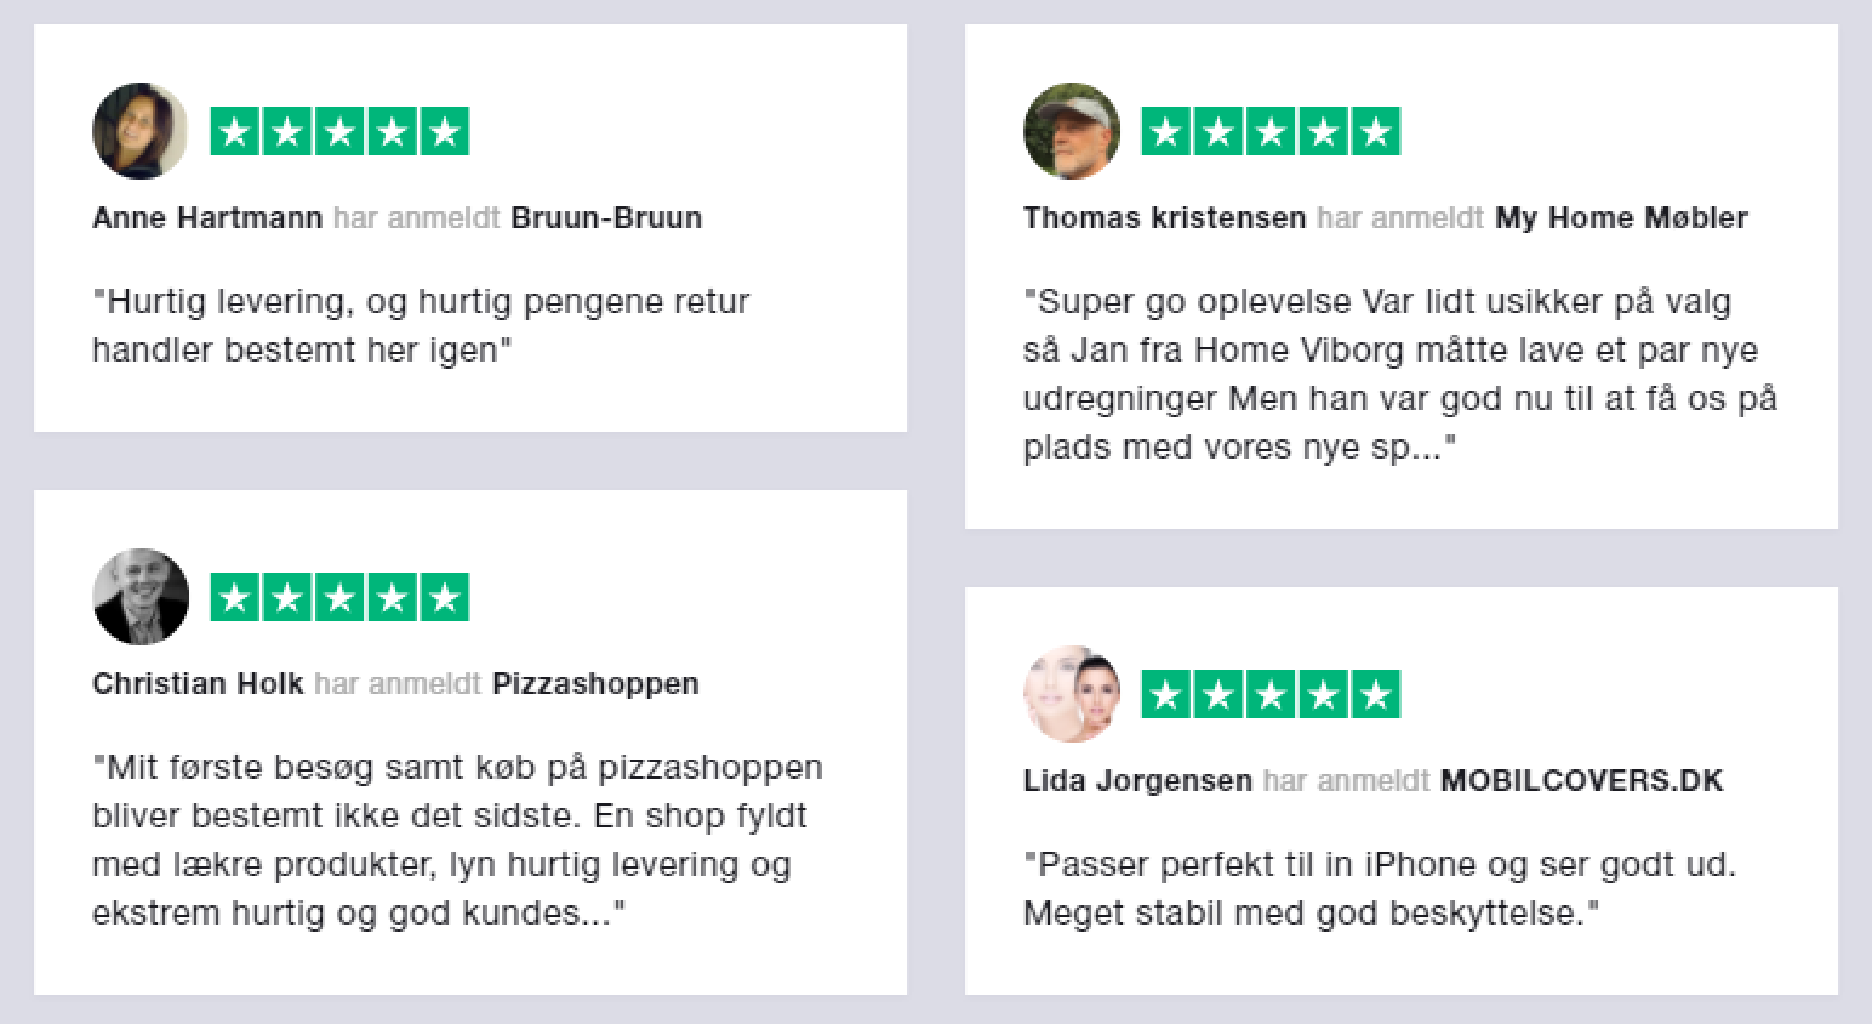 Anne Hartmann har anmeldt Bruun-Bruun
"Hurtig levering, og hurtig pengene retur
handler bestemt her igen"
Christian Holk har anmeldt Pizzashoppen
"Mit første besøg samt køb på pizzashoppen
bliver bestemt ikke det sidste. En shop fyldt
med lækre produkter, lyn hurtig levering og
ekstrem hurtig og god kundes..."
Thomas kristensen har anmeldt My Home Møbler
"Super go oplevelse Var lidt usikker på valg
så Jan fra Home Viborg måtte lave et par nye
udregninger Men han var god nu til at få os på
plads med vores nye sp..."
Lida Jorgensen har anmeldt MOBILCOVERS.DK
"Passer perfekt til in iPhone og ser godt ud.
Meget stabil med god beskyttelse."